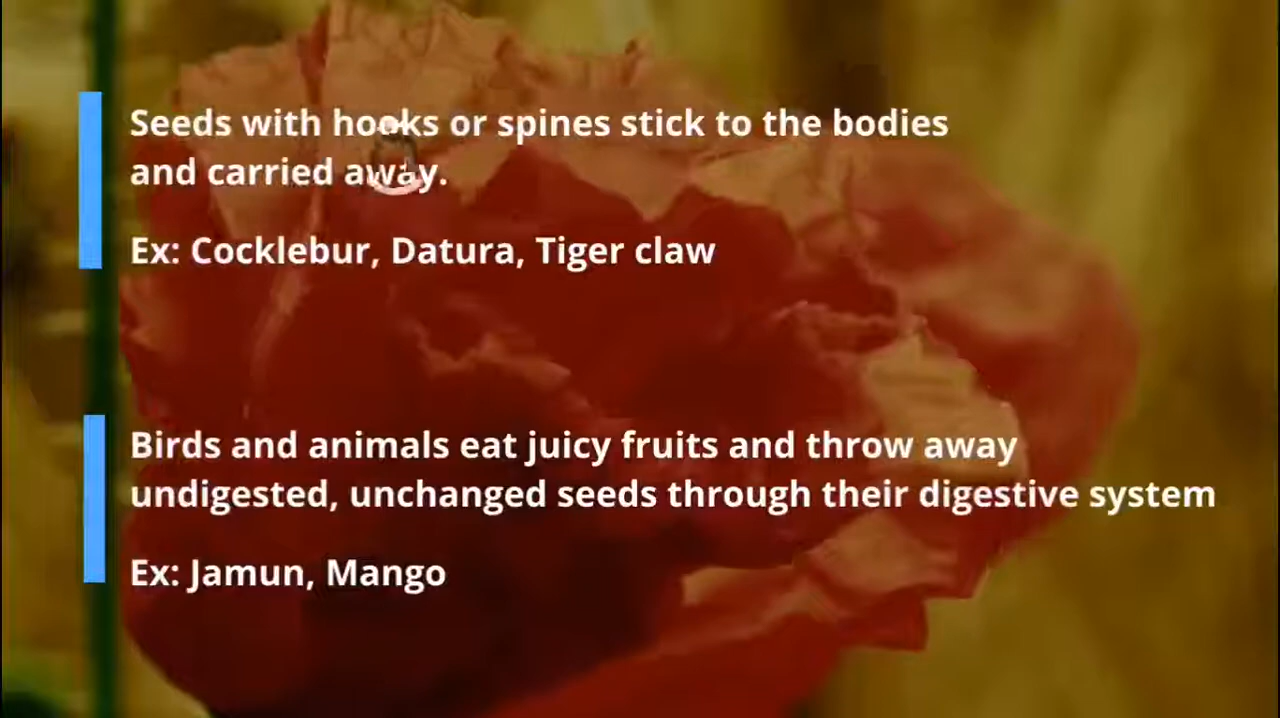 Seeds with hooks or spines stick to the bodies
and carried away.
Ex: Cocklebur, Datura, Tiger claw
Birds and animals eat juicy fruits and throw away
undigested, unchanged seeds through their digestive system
Ex: Jamun, Mango